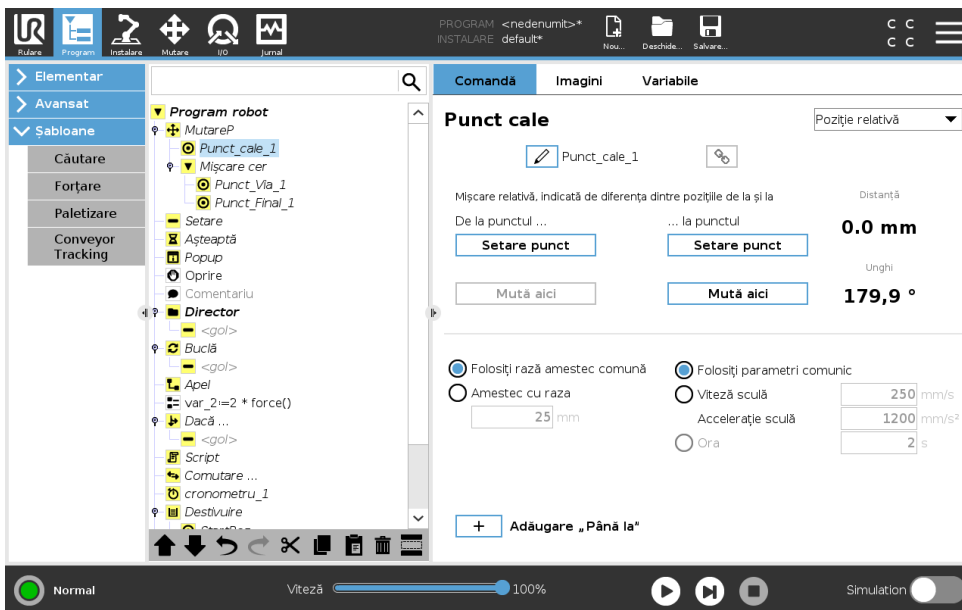 PROGRAM <nedenumit>*
INSTALARE default*
Rulare
Program
Instalare
Mutare
I/O
Jurnal
Nou...
Deschide...
Salvare...
C C
C C
Elementar
Avansat
Șabloane
Căutare
Forțare
Paletizare
Conveyor
Tracking
Program robot
MutareP
Punct_cale_1
Mișcare cer
Punct_Via_1
Punct_Final_1
Setare
Așteaptă
Popup
Oprire
Comentariu
Director
<gol>
Buclă
<gol>
Apel
var_2:=2 * force()
Dacă ...
<gol>
Script
Comutare ...
cronometru_1
Destivuire
Comandă
Imagini
Variabile
Punct cale
Poziție relativă
Punct_cale_1
Mișcare relativă, indicată de diferența dintre pozițiile de la și la
Distanță
De la punctul ...
... la punctul
0.0 mm
Setare punct
Setare punct
Unghi
Mută aici
Mută aici
179,9 °
Folosiți rază amestec comună
Folosiți parametri comunic
Amestec cu raza
Viteză sculă
250 mm/s
25 mm
Accelerație sculă
1200 mm/s²
Ora
2 s
+ Adăugare „Până la"
Normal
Viteză
100%
Simulation